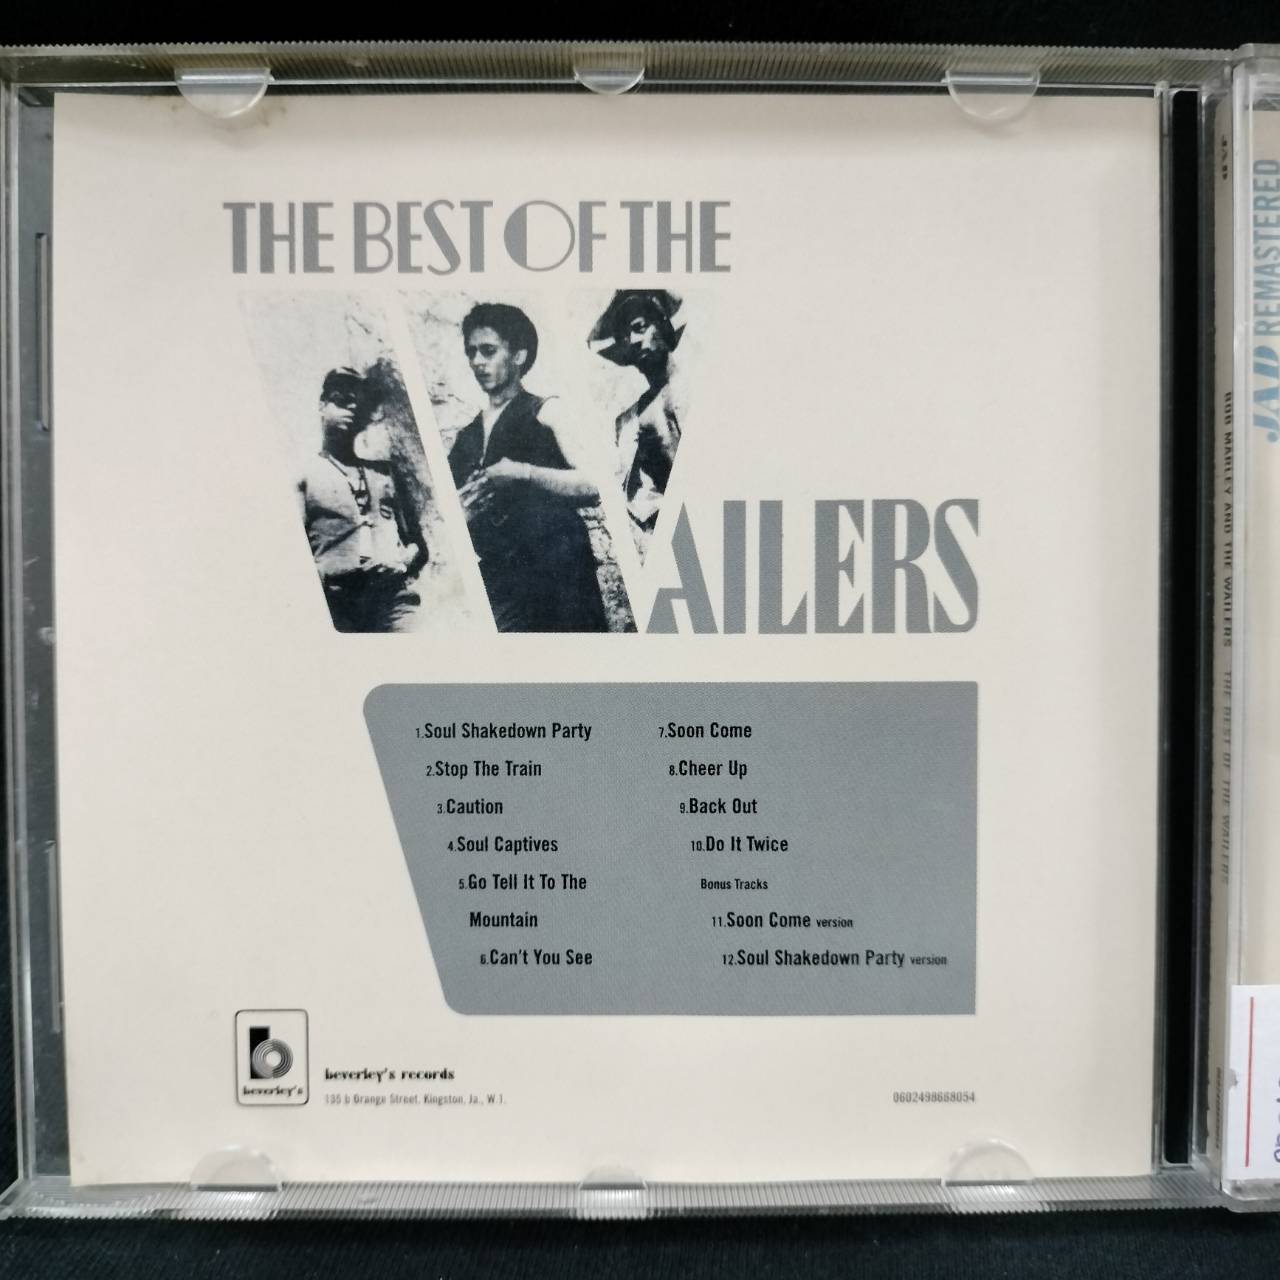 THE BEST OF THE
WAILERS
1.Soul Shakedown Party
2.Stop The Train
3.Caution
4.Soul Captives
5.Go Tell It To The
Mountain
6.Can't You See
7.Soon Come
8.Cheer Up
9.Back Out
10.Do It Twice
Bonus Tracks
11.Soon Come version
12.Soul Shakedown Party version
beverley's
beverley's records
135 b Orange Street, Kingston, Ja., W.I.
0602498668054
JAD
BOB MARLEY AND THE WAILERS THE BEST OF THE WAILERS
JAD REMASTERED